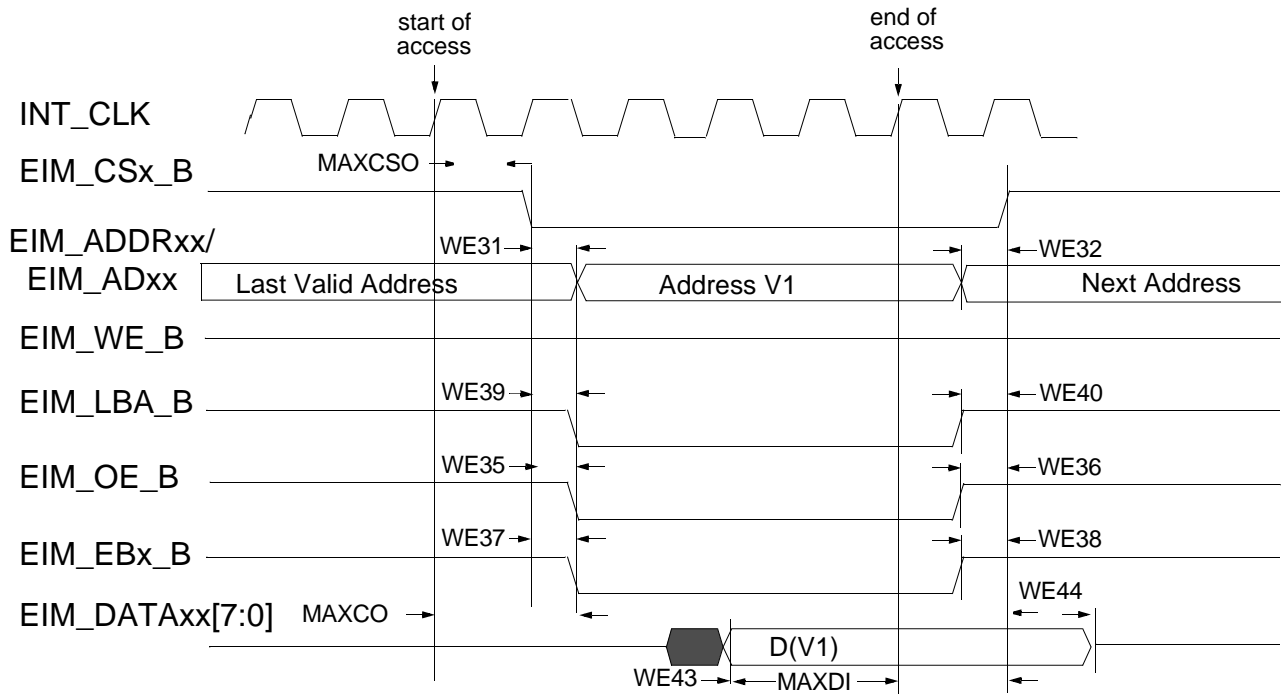 start of
access
end of
access
INT_CLK
MAXCSO
EIM_CSx_B
EIM_ADDRxx/
EIM_ADxx
WE31
WE32
Last Valid Address
Address V1
Next Address
EIM_WE_B
WE39
WE40
EIM_LBA_B
WE35
WE36
EIM_OE_B
WE37
WE38
EIM_EBx_B
WE44
EIM_DATAxx[7:0]
MAXCO
D(V1)
WE43
MAXDI